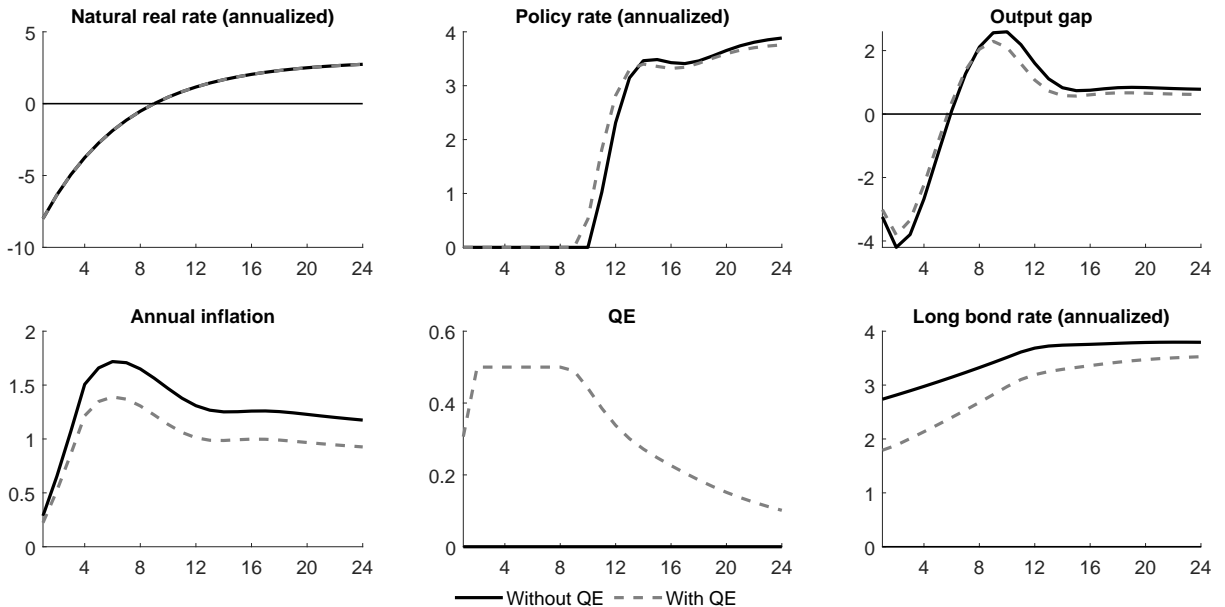 Natural real rate (annualized)
5
0
-5
-10
4 8 12 16 20 24
Policy rate (annualized)
4
3
2
1
0
4 8 12 16 20 24
Output gap
2
0
-2
-4
4 8 12 16 20 24
Annual inflation
2
1.5
1
0.5
0
4 8 12 16 20 24
QE
0.6
0.4
0.2
0
4 8 12 16 20 24
Long bond rate (annualized)
4
3
2
1
0
4 8 12 16 20 24
Without QE With QE